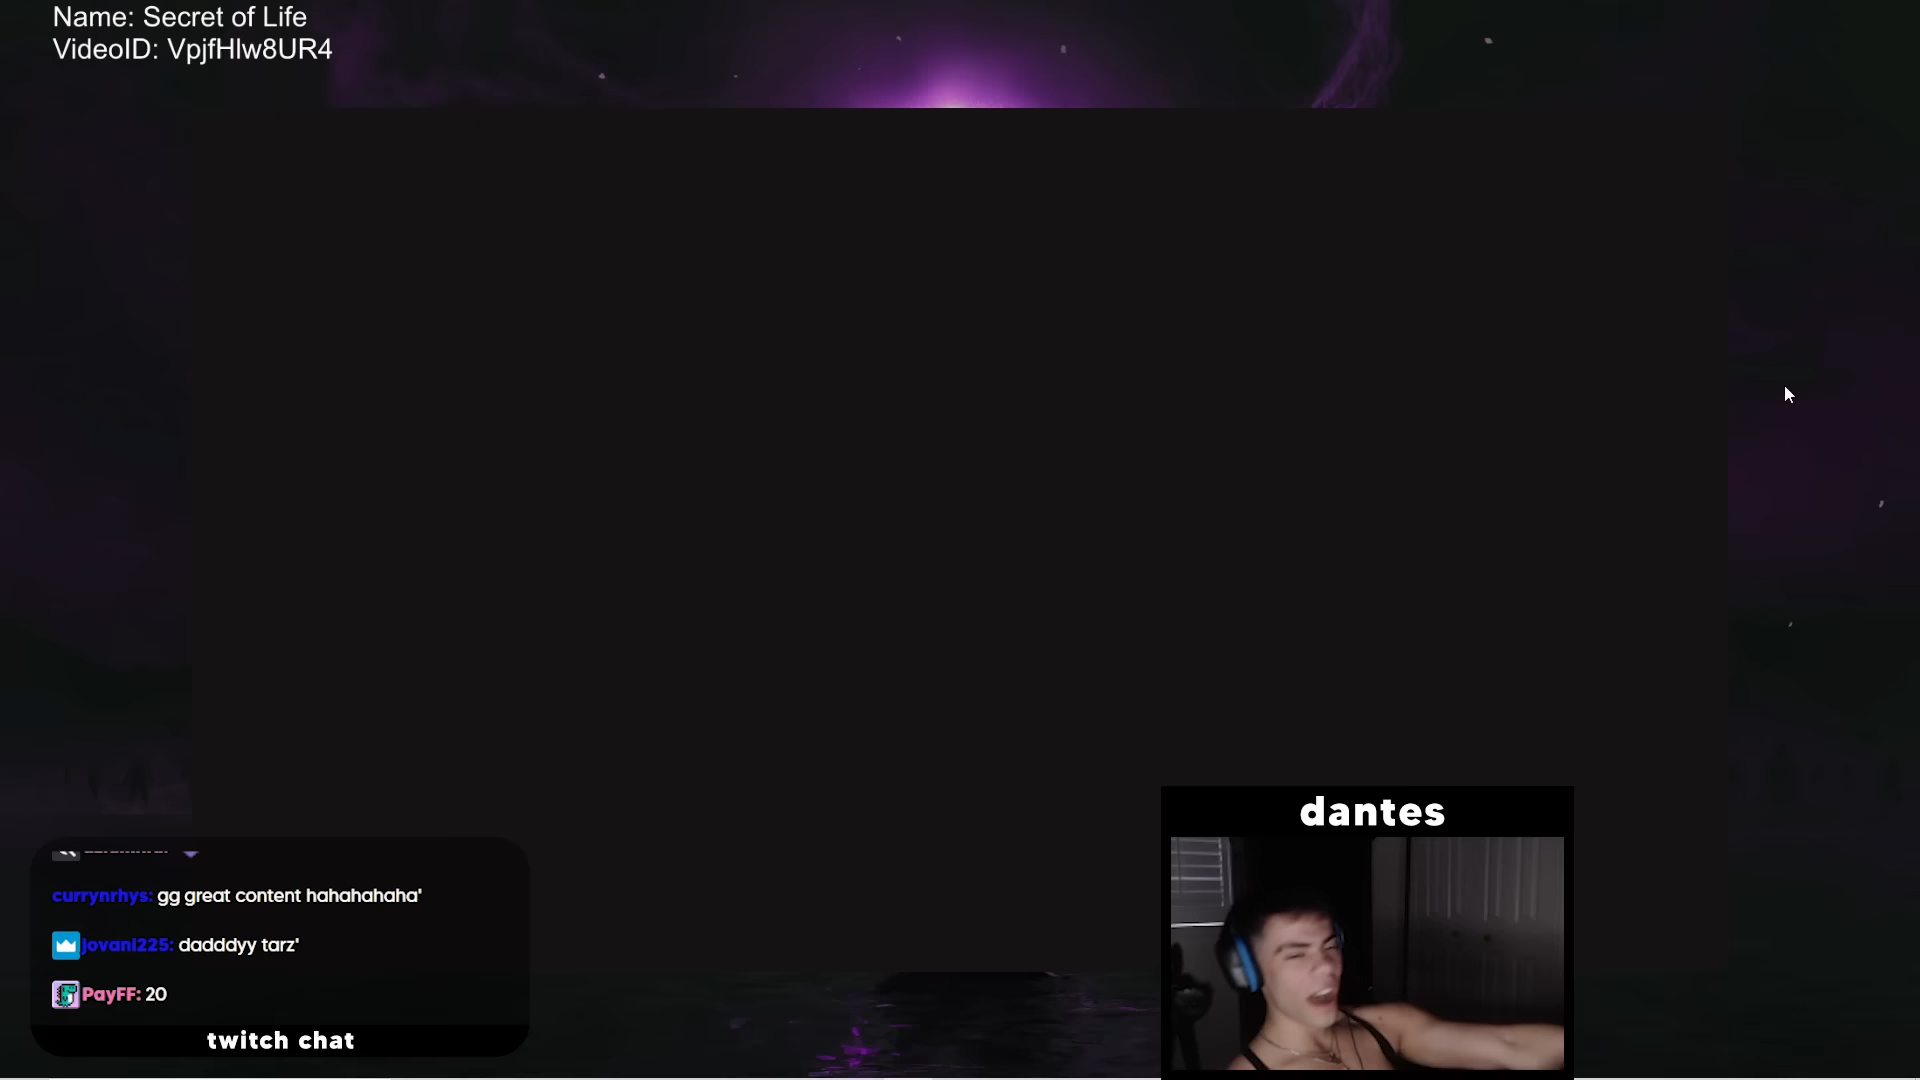 Name: Secret of Life
VideoID: VpjfHlw8UR4
dantes
currynrhys: gg great content hahahahaha'
jovani225: dadddyy tarz'
PayFF: 20
twitch chat